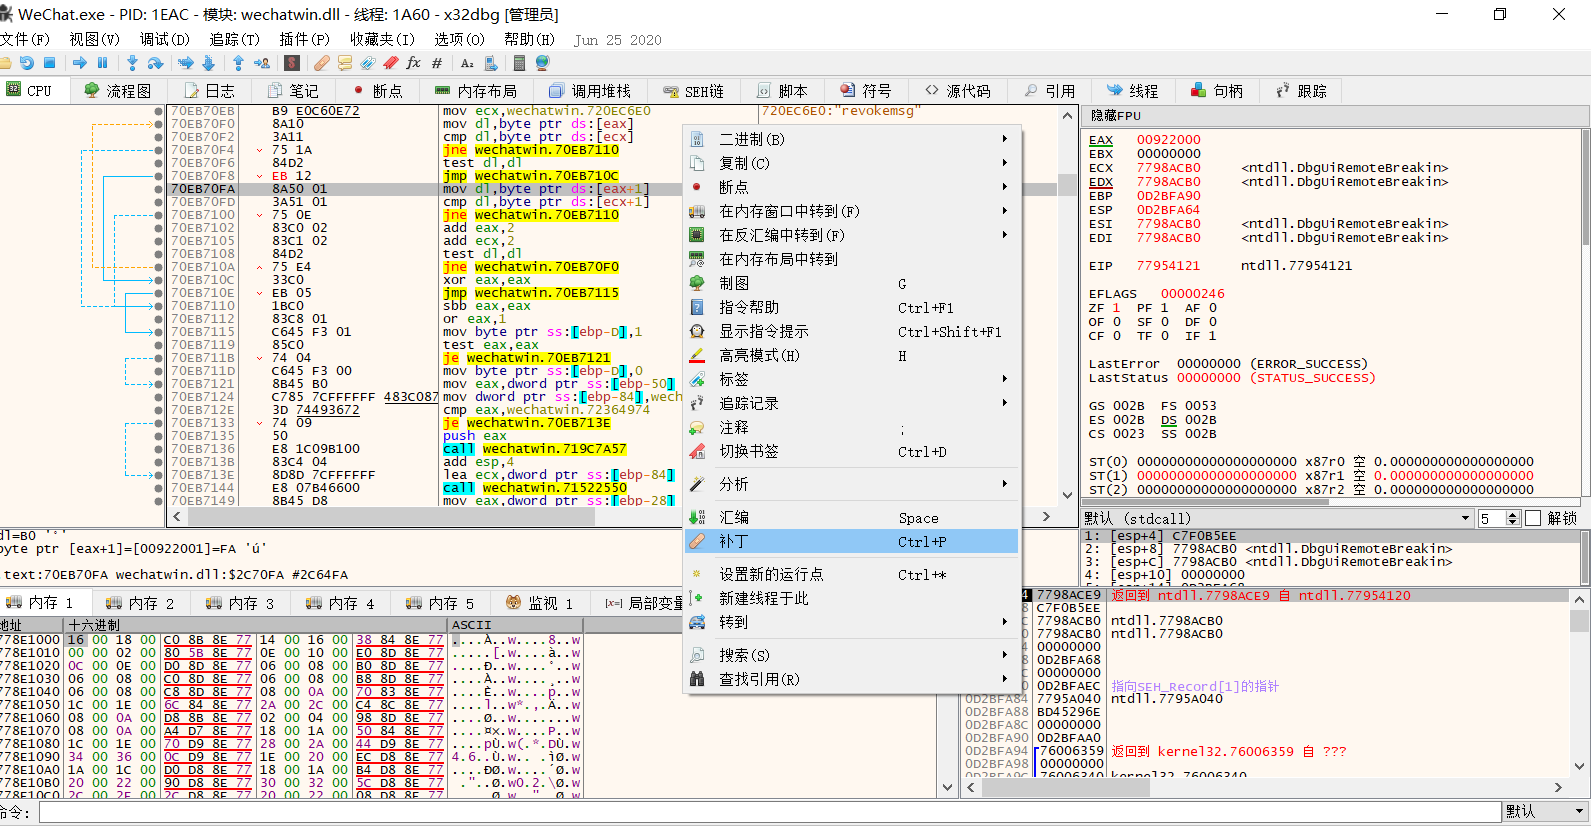 WeChat.exe - PID: 1EAC - 模块: wechatwin.dll - 线程: 1A60 - x32dbg [管理员]
文件(F) 视图(V) 调试(D) 追踪(T) 插件(P) 收藏夹(I) 选项(O) 帮助(H) Jun 25 2020
CPU 流程图 日志 笔记 断点 内存布局 调用堆栈 SEH链 脚本 符号 源代码 引用 线程 句柄 跟踪
70EB70EB B9 E0C60E72 mov ecx,wechatwin.720EC6E0 720EC6E0:"revokemsg"
70EB70F0 8A10 mov dl,byte ptr ds:[eax]
70EB70F2 3A11 cmp dl,byte ptr ds:[ecx]
70EB70F4 75 1A jne wechatwin.70EB7110
70EB70F6 84D2 test dl,dl
70EB70F8 EB 12 jmp wechatwin.70EB710C
70EB70FA 8A50 01 mov dl,byte ptr ds:[eax+1]
70EB70FD 3A51 01 cmp dl,byte ptr ds:[ecx+1]
70EB7100 75 0E jne wechatwin.70EB7110
70EB7102 83C0 02 add eax,2
70EB7105 83C1 02 add ecx,2
70EB7108 84D2 test dl,dl
70EB710A 75 E4 jne wechatwin.70EB70F0
70EB710C 33C0 xor eax,eax
70EB710E EB 05 jmp wechatwin.70EB7115
70EB7110 1BC0 sbb eax,eax
70EB7112 83C8 01 or eax,1
70EB7115 C645 F3 01 mov byte ptr ss:[ebp-D],1
70EB7119 85C0 test eax,eax
70EB711B 74 04 je wechatwin.70EB7121
70EB711D C645 F3 00 mov byte ptr ss:[ebp-D],0
70EB7121 8B45 B0 mov eax,dword ptr ss:[ebp-50]
70EB7124 C785 7CFFFFFF 483C087 mov dword ptr ss:[ebp-84],wech
70EB712E 3D 74493672 cmp eax,wechatwin.72364974
70EB7133 74 09 je wechatwin.70EB713E
70EB7135 50 push eax
70EB7136 E8 1C09B100 call wechatwin.719C7A57
70EB713B 83C4 04 add esp,4
70EB713E 8D8D 7CFFFFFF lea ecx,dword ptr ss:[ebp-84]
70EB7144 E8 07B46600 call wechatwin.71522550
70EB7149 8B45 D8 mov eax,dword ptr ss:[ebp-28]
二进制(B)
复制(C)
断点
在内存窗口中转到(F)
在反汇编中转到(F)
在内存布局中转到
制图 G
指令帮助 Ctrl+F1
显示指令提示 Ctrl+Shift+F1
高亮模式(H) H
标签
追踪记录
注释 ;
切换书签 Ctrl+D
分析
汇编 Space
补丁 Ctrl+P
设置新的运行点 Ctrl+*
新建线程于此
转到
搜索(S)
查找引用(R)
隐藏FPU
EAX 00922000
EBX 00000000
ECX 7798ACB0 <ntdll.DbgUiRemoteBreakin>
EDX 7798ACB0 <ntdll.DbgUiRemoteBreakin>
EBP 0D2BFA90
ESP 0D2BFA64
ESI 7798ACB0 <ntdll.DbgUiRemoteBreakin>
EDI 7798ACB0 <ntdll.DbgUiRemoteBreakin>
EIP 77954121 ntdll.77954121
EFLAGS 00000246
ZF 1 PF 1 AF 0
OF 0 SF 0 DF 0
CF 0 TF 0 IF 1
LastError 00000000 (ERROR_SUCCESS)
LastStatus 00000000 (STATUS_SUCCESS)
GS 002B FS 0053
ES 002B DS 002B
CS 0023 SS 002B
ST(0) 00000000000000000000 x87r0 空 0.000000000000000000
ST(1) 00000000000000000000 x87r1 空 0.000000000000000000
ST(2) 00000000000000000000 x87r2 空 0.000000000000000000
默认 (stdcall) 5 解锁
1: [esp+4] C7F0B5EE
2: [esp+8] 7798ACB0 <ntdll.DbgUiRemoteBreakin>
3: [esp+C] 7798ACB0 <ntdll.DbgUiRemoteBreakin>
4: [esp+10] 00000000
dl=B0 '°'
byte ptr [eax+1]=[00922001]=FA 'ú'
.text:70EB70FA wechatwin.dll:$2C70FA #2C64FA
内存 1 内存 2 内存 3 内存 4 内存 5 监视 1 [x=] 局部变量
地址 十六进制 ASCII
778E1000 16 00 18 00 C0 8B 8E 77 14 00 16 00 38 84 8E 77 ....À..w....8..w
778E1010 00 00 02 00 80 5B 8E 77 0E 00 10 00 E0 8D 8E 77 .....[.w....à..w
778E1020 0C 00 0E 00 D0 8D 8E 77 06 00 08 00 B0 8D 8E 77 ....Ð..w....°..w
778E1030 06 00 08 00 C0 8D 8E 77 06 00 08 00 B8 8D 8E 77 ....À..w....¸..w
778E1040 06 00 08 00 C8 8D 8E 77 08 00 0A 00 70 83 8E 77 ....È..w....p..w
778E1050 1C 00 1E 00 6C 84 8E 77 2A 00 2C 00 C4 8C 8E 77 ....l..w*.,.Ä..w
778E1060 08 00 0A 00 D8 8B 8E 77 02 00 04 00 98 8D 8E 77 ....Ø..w.......w
778E1070 08 00 0A 00 A4 D7 8E 77 18 00 1A 00 50 84 8E 77 ....¤×.w....P..w
778E1080 1C 00 1E 00 70 D9 8E 77 28 00 2A 00 44 D9 8E 77 ....pÙ.w(.*.DÙ.w
778E1090 34 00 36 00 0C D9 8E 77 1E 00 20 00 EC D8 8E 77 4.6..Ù.w.. .ìØ.w
778E10A0 1A 00 1C 00 D0 D8 8E 77 18 00 1A 00 B4 D8 8E 77 ....ÐØ.w....´Ø.w
778E10B0 20 00 22 00 90 D8 8E 77 30 00 32 00 5C D8 8E 77 .".Ø.w0.2.\Ø.w
7798ACE9 返回到 ntdll.7798ACE9 自 ntdll.77954120
C7F0B5EE
7798ACB0 ntdll.7798ACB0
7798ACB0 ntdll.7798ACB0
00000000
0D2BFA68
00000000
0D2BFAEC 指向SEH_Record[1]的指针
0D2BFA84 7795A040 ntdll.7795A040
0D2BFA88 BD45296E
0D2BFA8C 00000000
0D2BFA90 0D2BFAA0
0D2BFA94 76006359 返回到 kernel32.76006359 自 ???
0D2BFA98 00000000
0D2BFA9C 76006340 kernel32.76006340
命令: 默认